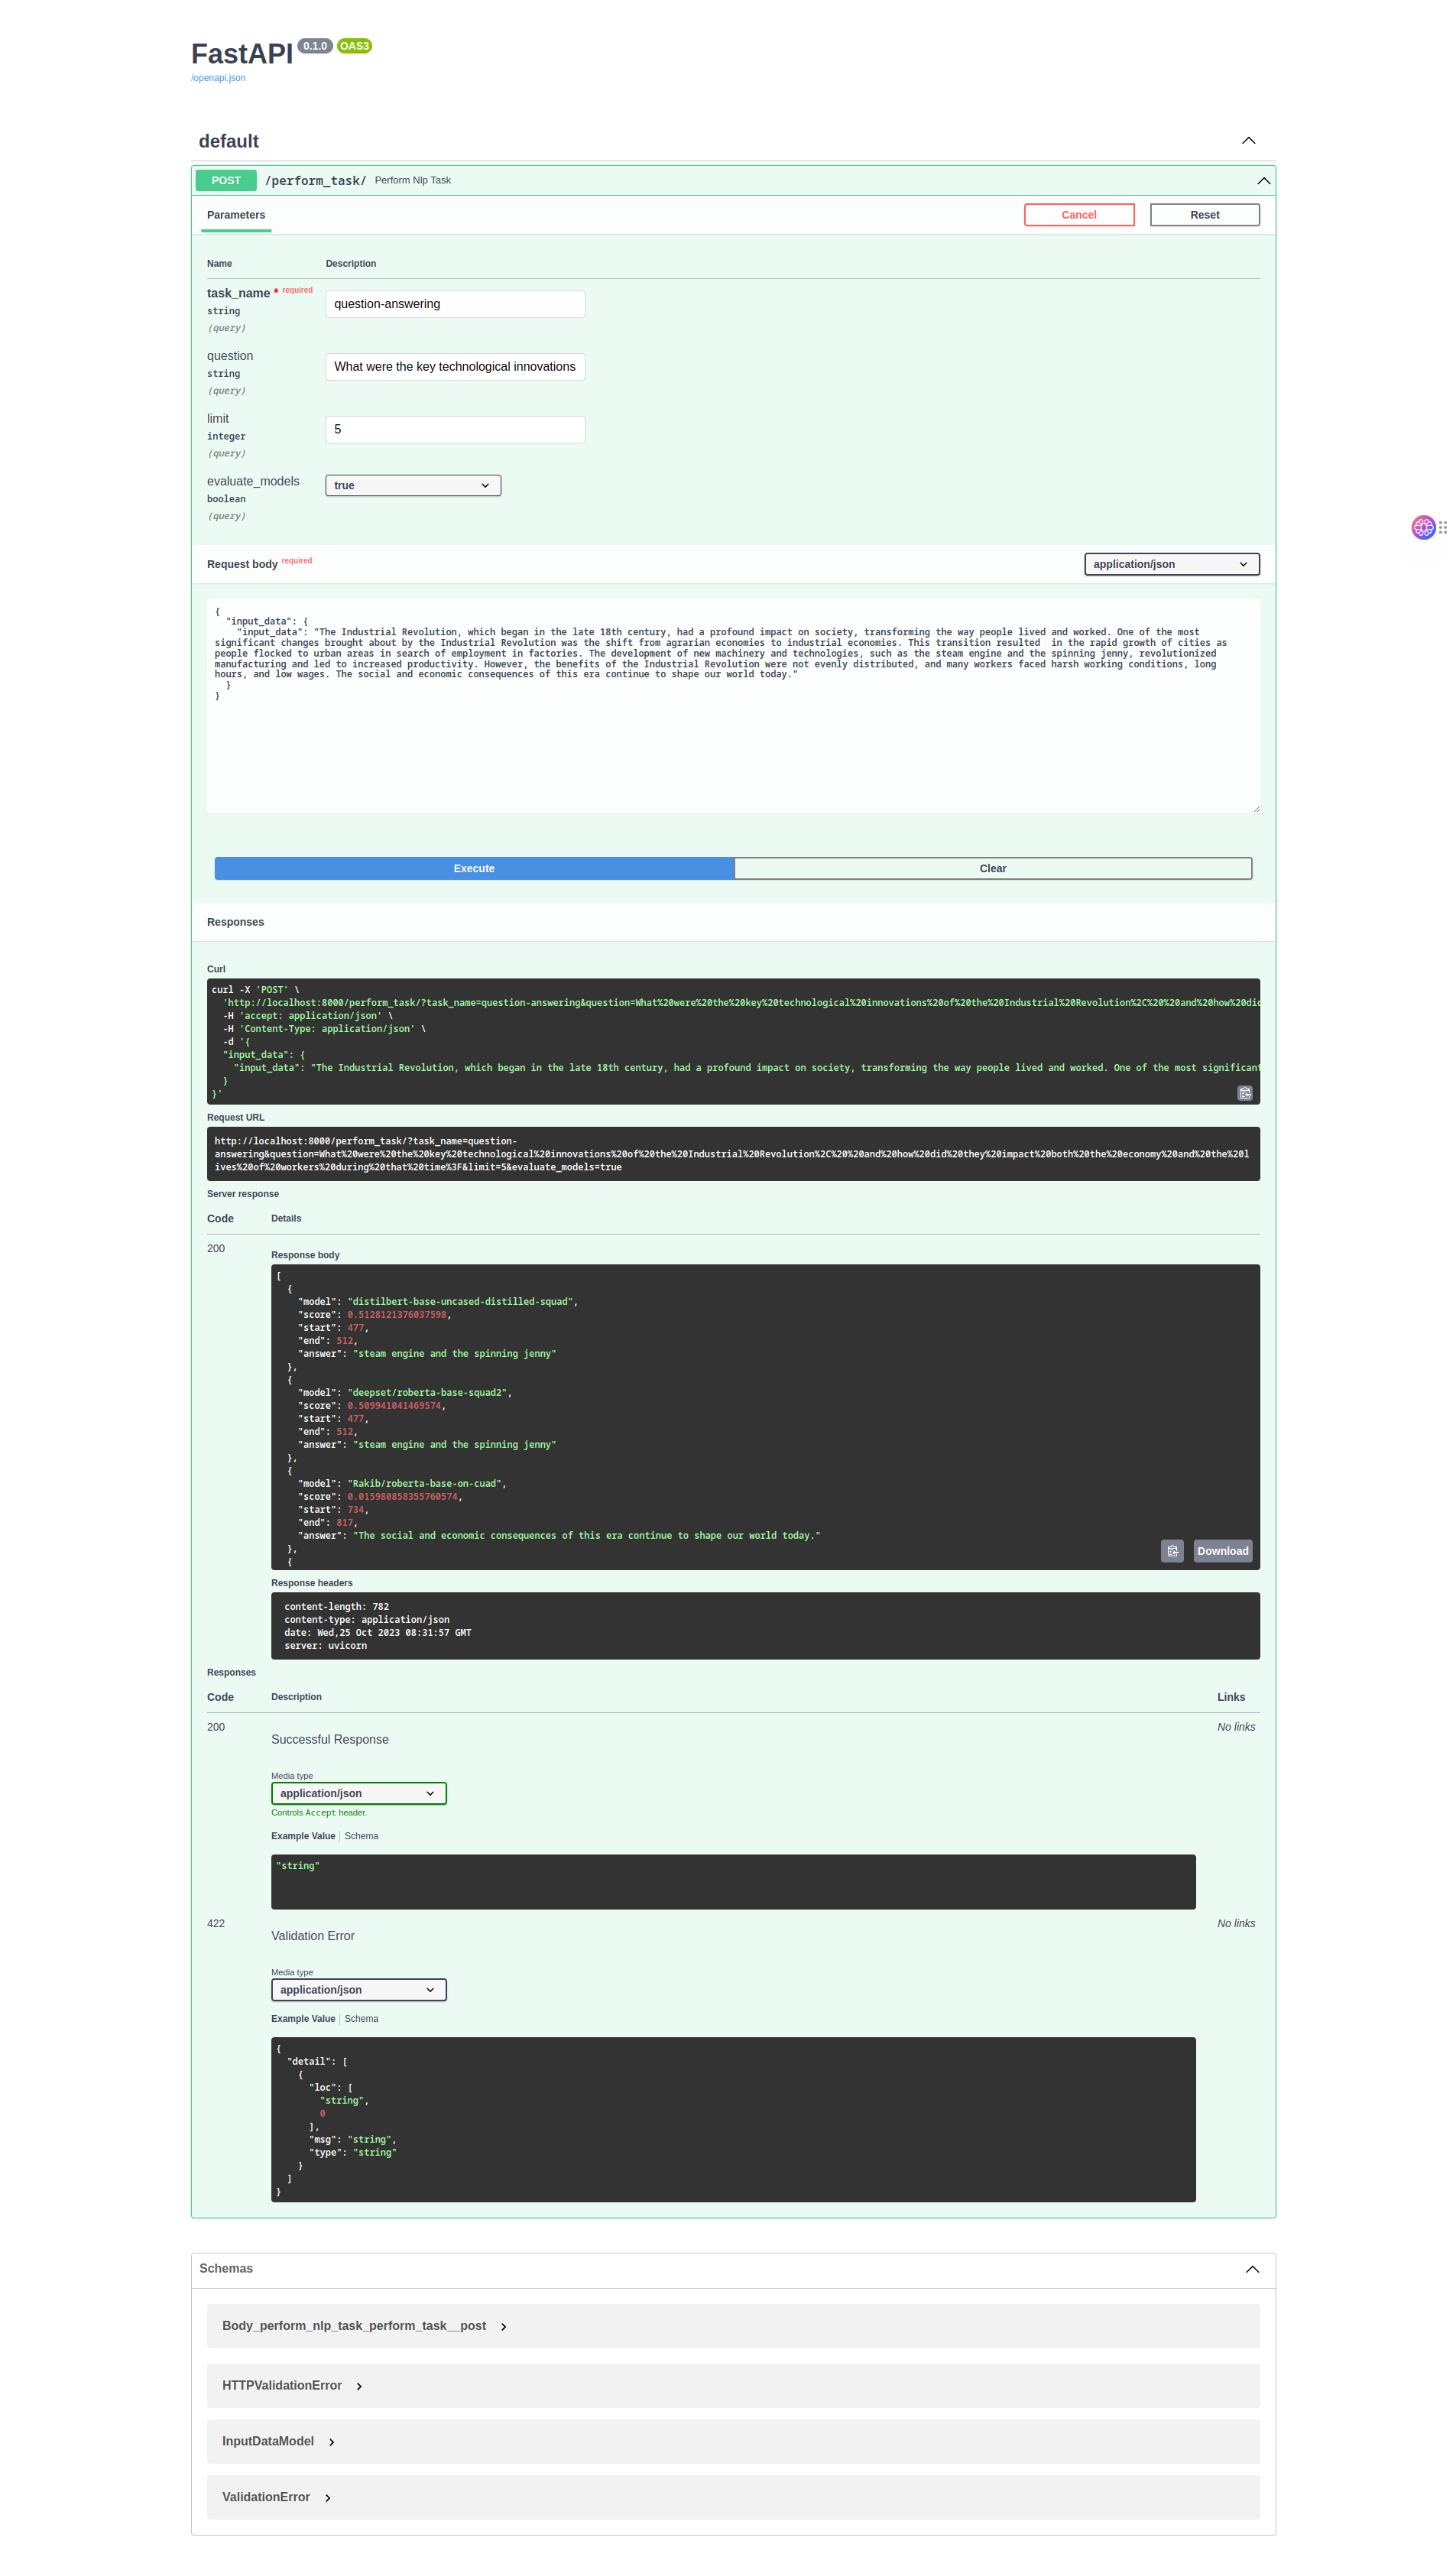 FastAPI 0.1.0 OAS3
/openapi.json
default
POST /perform_task/ Perform Nlp Task
Parameters Cancel Reset
Name Description
task_name * required
string
(query)
question-answering
question
string
(query)
What were the key technological innovations
limit
integer
(query)
5
evaluate_models
boolean
(query)
true
Request body required application/json
{
"input_data": {
"input_data": "The Industrial Revolution, which began in the late 18th century, had a profound impact on society, transforming the way people lived and worked. One of the most
significant changes brought about by the Industrial Revolution was the shift from agrarian economies to industrial economies. This transition resulted  in the rapid growth of cities as
people flocked to urban areas in search of employment in factories. The development of new machinery and technologies, such as the steam engine and the spinning jenny, revolutionized
manufacturing and led to increased productivity. However, the benefits of the Industrial Revolution were not evenly distributed, and many workers faced harsh working conditions, long
hours, and low wages. The social and economic consequences of this era continue to shape our world today."
}
}
Execute Clear
Responses
Curl
curl -X 'POST' \
'http://localhost:8000/perform_task/?task_name=question-answering&question=What%20were%20the%20key%20technological%20innovations%20of%20the%20Industrial%20Revolution%2C%20%20and%20how%20did
-H 'accept: application/json' \
-H 'Content-Type: application/json' \
-d '{
"input_data": {
"input_data": "The Industrial Revolution, which began in the late 18th century, had a profound impact on society, transforming the way people lived and worked. One of the most significant
}
}'
Request URL
http://localhost:8000/perform_task/?task_name=question-
answering&question=What%20were%20the%20key%20technological%20innovations%20of%20the%20Industrial%20Revolution%2C%20%20and%20how%20did%20they%20impact%20both%20the%20economy%20and%20the%20l
ives%20of%20workers%20during%20that%20time%3F&limit=5&evaluate_models=true
Server response
Code Details
200
Response body
[
{
"model": "distilbert-base-uncased-distilled-squad",
"score": 0.5128121376037598,
"start": 477,
"end": 512,
"answer": "steam engine and the spinning jenny"
},
{
"model": "deepset/roberta-base-squad2",
"score": 0.509941041469574,
"start": 477,
"end": 512,
"answer": "steam engine and the spinning jenny"
},
{
"model": "Rakib/roberta-base-on-cuad",
"score": 0.015980858355760574,
"start": 734,
"end": 817,
"answer": "The social and economic consequences of this era continue to shape our world today."
},
{
Download
Response headers
content-length: 782
content-type: application/json
date: Wed,25 Oct 2023 08:31:57 GMT
server: uvicorn
Responses
Code Description Links
200 No links
Successful Response
Media type
application/json
Controls Accept header.
Example Value Schema
"string"
422 No links
Validation Error
Media type
application/json
Example Value Schema
{
"detail": [
{
"loc": [
"string",
0
],
"msg": "string",
"type": "string"
}
]
}
Schemas
Body_perform_nlp_task_perform_task__post
HTTPValidationError
InputDataModel
ValidationError